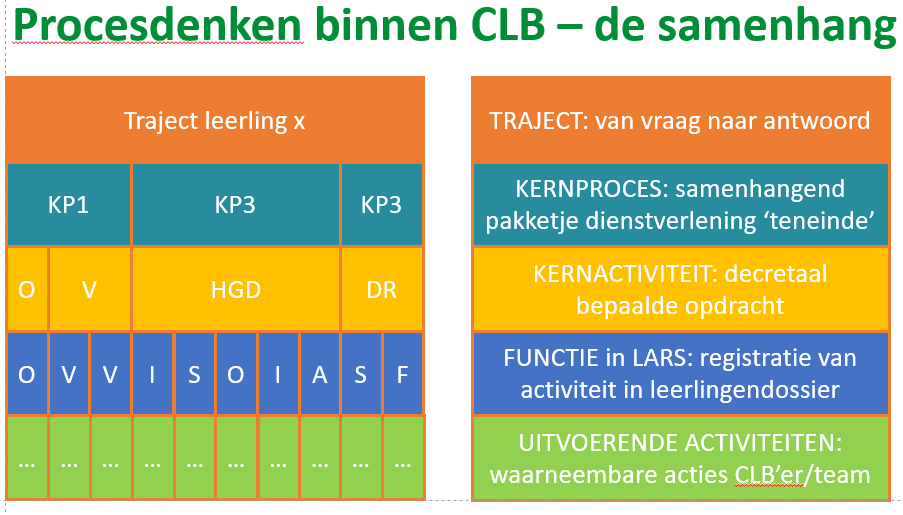 Procesdenken binnen CLB – de samenhang
Traject leerling x
KP1 KP3 KP3
O V HGD DR
O V V I S O I A S F
... ... ... ... ... ... ... ... ... ...
TRAJECT: van vraag naar antwoord
KERNPROCES: samenhangend
pakketje dienstverlening ‘teneinde’
KERNACTIVITEIT: decretaal
bepaalde opdracht
FUNCTIE in LARS: registratie van
activiteit in leerlingendossier
UITVOERENDE ACTIVITEITEN:
waarneembare acties CLB’er/team